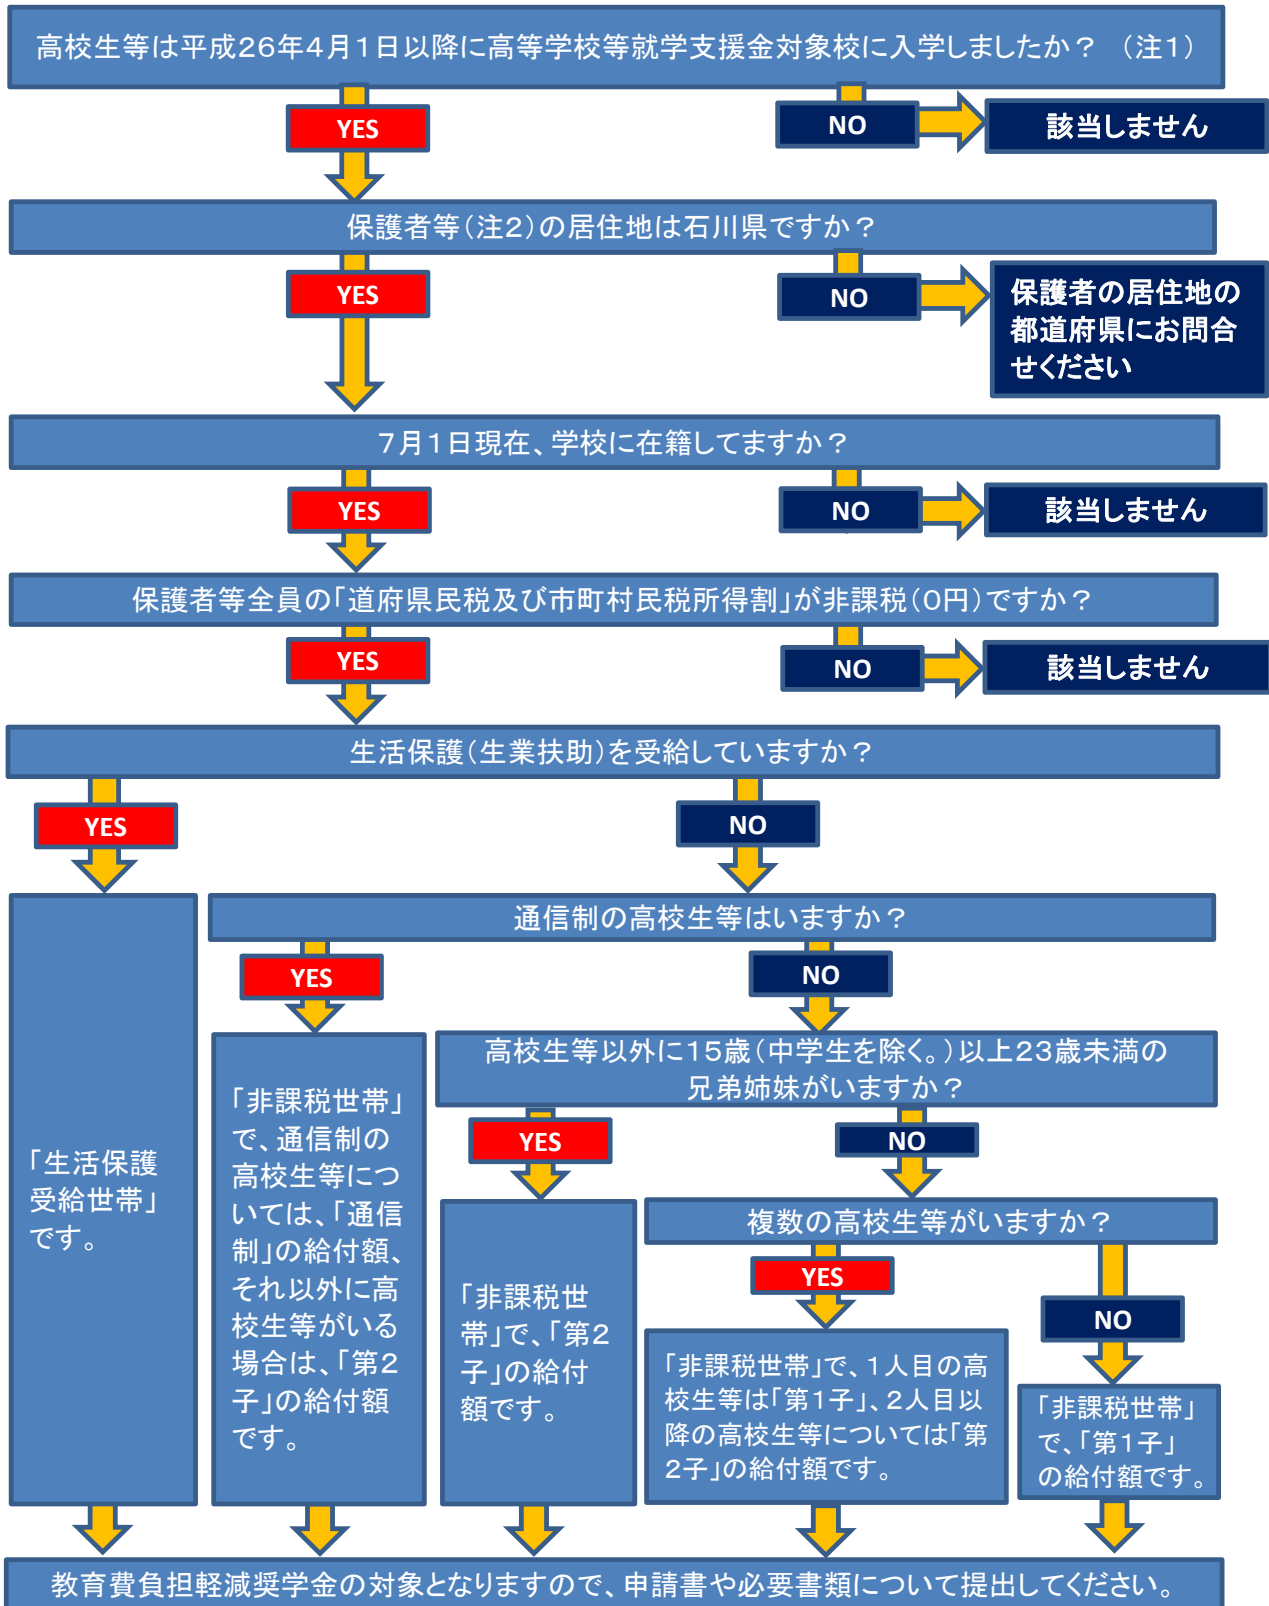 高校生等は平成26年4月1日以降に高等学校等就学支援金対象校に入学しましたか？　（注1）
YES
NO
該当しません
保護者等（注2）の居住地は石川県ですか？
YES
NO
保護者の居住地の
都道府県にお問合
せください
7月1日現在、学校に在籍してますか？
YES
NO
該当しません
保護者等全員の「道府県民税及び市町村民税所得割」が非課税（0円）ですか？
YES
NO
該当しません
生活保護（生業扶助）を受給していますか？
YES
NO
通信制の高校生等はいますか？
YES
NO
高校生等以外に15歳（中学生を除く。）以上23歳未満の
兄弟姉妹がいますか？
YES
NO
複数の高校生等がいますか？
YES
NO
「生活保護
受給世帯」
です。
「非課税世帯」
で、通信制の
高校生等につ
いては、「通信
制」の給付額、
それ以外に高
校生等がいる
場合は、「第2
子」の給付額
です。
「非課税世
帯」で、「第2
子」の給付
額です。
「非課税世帯」で、1人目の高
校生等は「第1子」、2人目以
降の高校生等については「第
2子」の給付額です。
「非課税世帯」
で、「第1子」
の給付額です。
教育費負担軽減奨学金の対象となりますので、申請書や必要書類について提出してください。